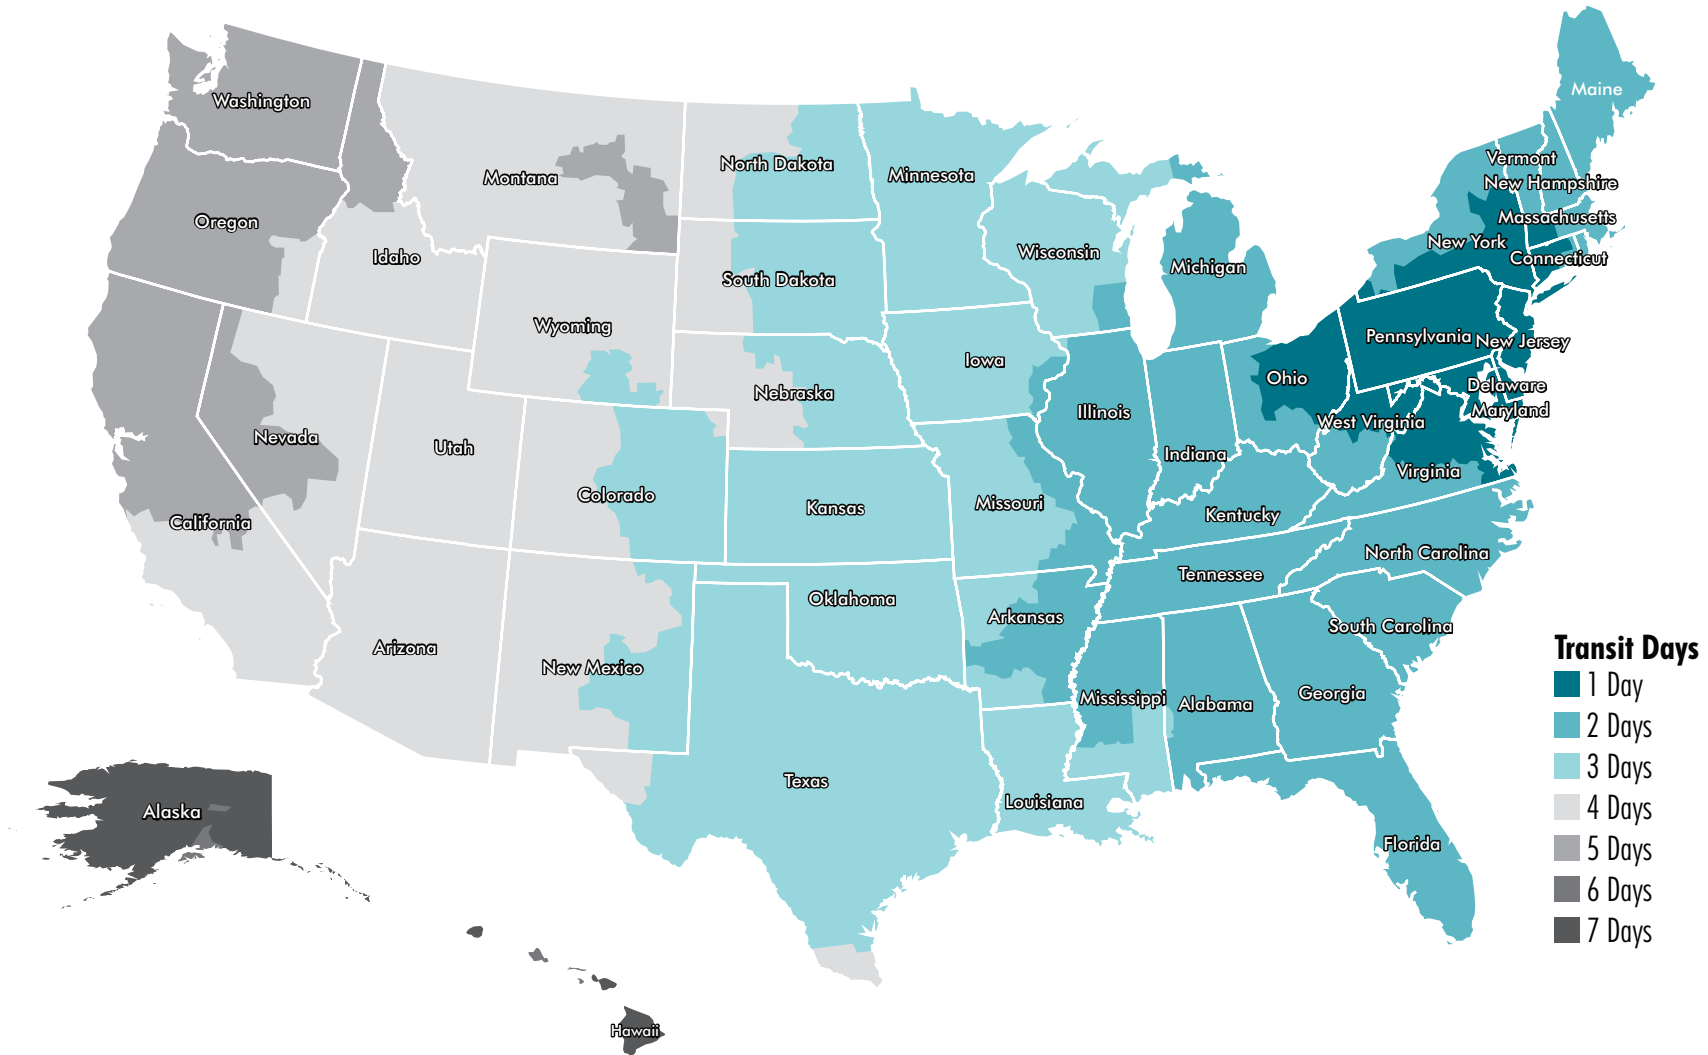 Maine
Washington
Vermont
North Dakota
Minnesota
Montana
New Hampshire
Massachusetts
Oregon
New York
Wisconsin
Idaho
Connecticut
Michigan
South Dakota
Wyoming
Pennsylvania
New Jersey
Iowa
Ohio
Delaware
Nebraska
Maryland
Illinois
West Virginia
Nevada
Utah
Indiana
Virginia
Colorado
Missouri
Kansas
Kentucky
California
North Carolina
Tennessee
Oklahoma
Arkansas
South Carolina
Arizona
New Mexico
Georgia
Mississippi
Alabama
Texas
Louisiana
Alaska
Florida
Hawaii
Transit Days
1 Day
2 Days
3 Days
4 Days
5 Days
6 Days
7 Days